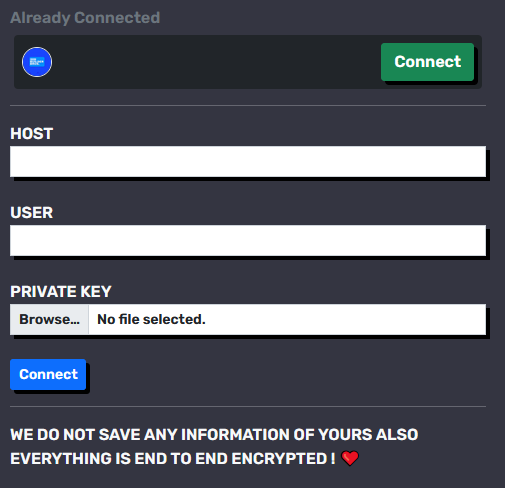 Already Connected
Connect
HOST
USER
PRIVATE KEY
Browse... No file selected.
Connect
WE DO NOT SAVE ANY INFORMATION OF YOURS ALSO
EVERYTHING IS END TO END ENCRYPTED ! ❤️